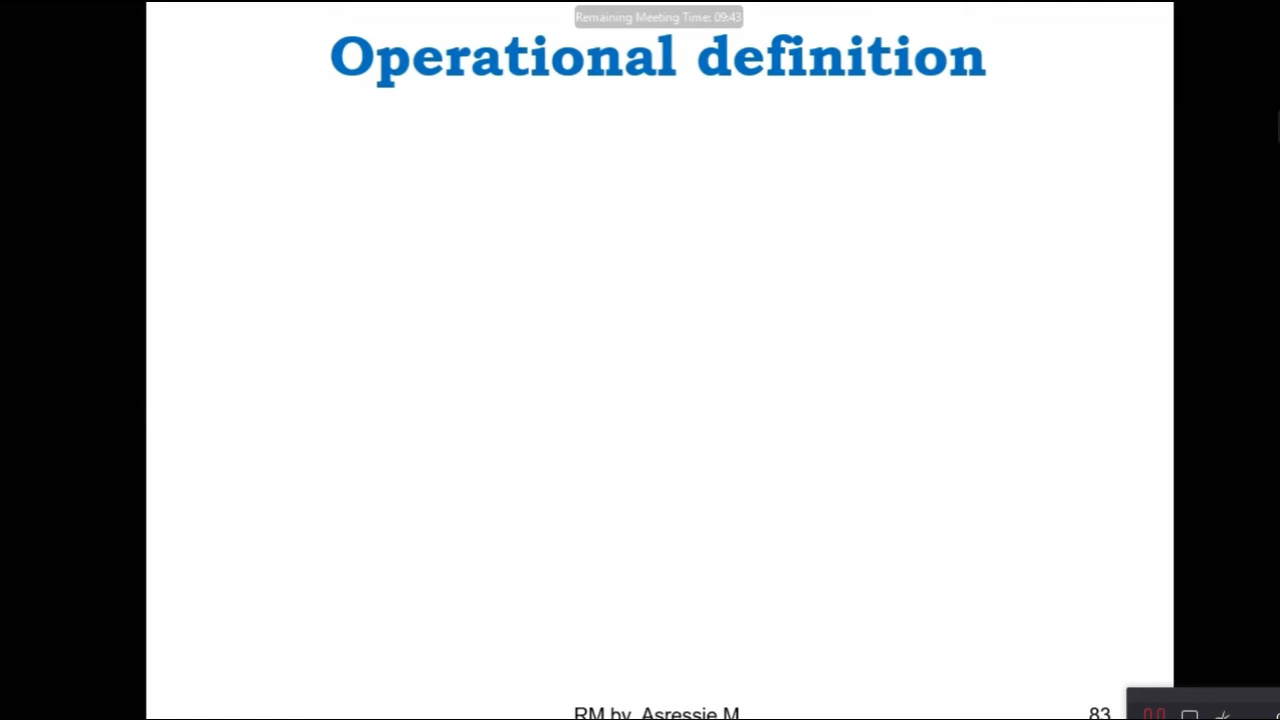 Remaining Meeting Time: 09:43
Operational definition
RM by Asressie M
83